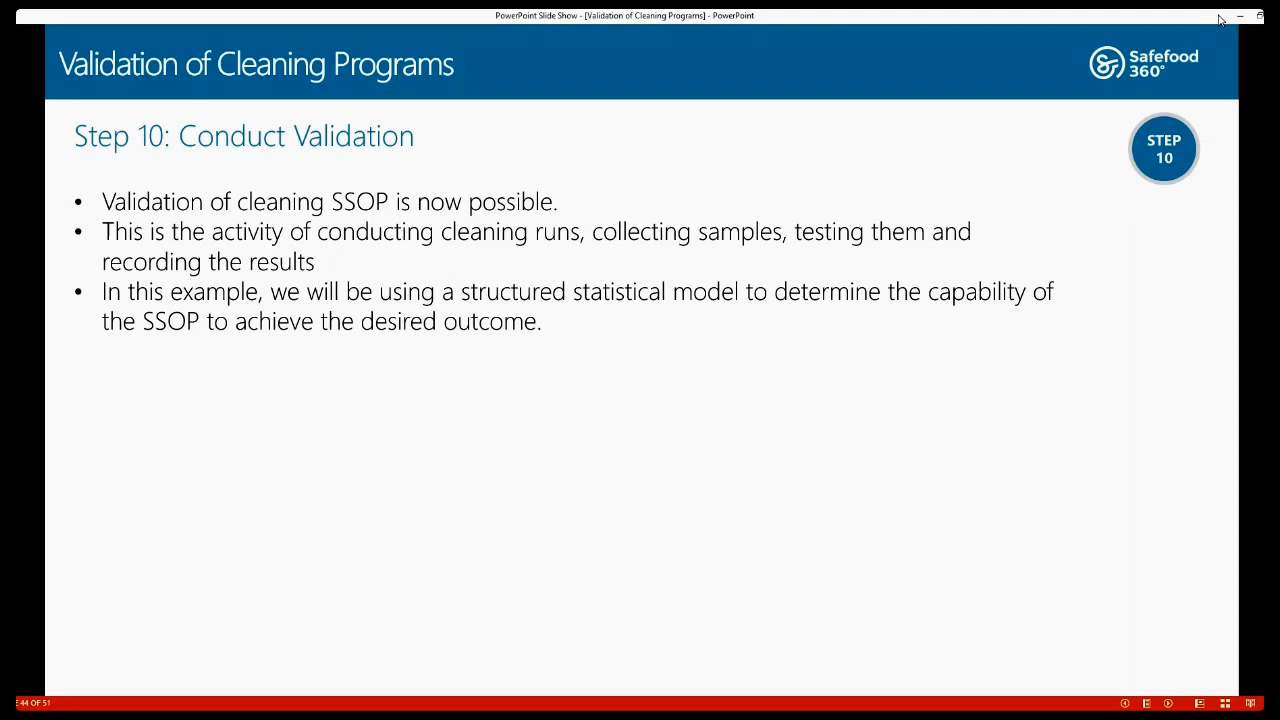 PowerPoint Slide Show - [Validation of Cleaning Programs] - PowerPoint
Validation of Cleaning Programs
Safefood
360°
Step 10: Conduct Validation
STEP
10
• Validation of cleaning SSOP is now possible.
• This is the activity of conducting cleaning runs, collecting samples, testing them and
recording the results
• In this example, we will be using a structured statistical model to determine the capability of
the SSOP to achieve the desired outcome.
E 44 OF 51